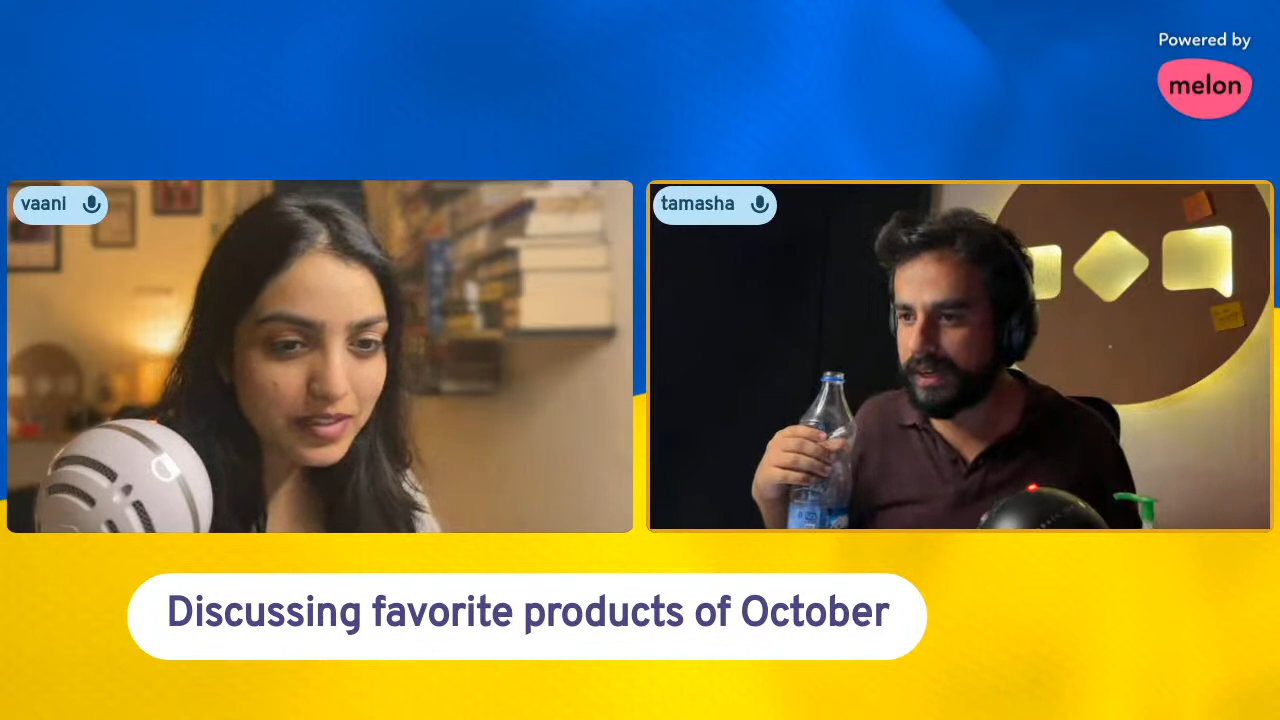 Powered by
melon
vaani
tamasha
Discussing favorite products of October